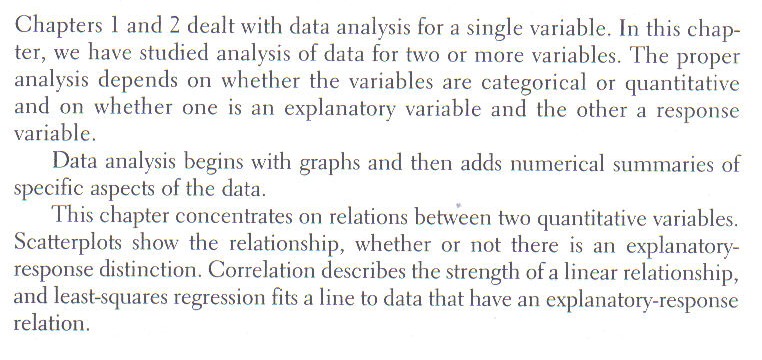 Chapters 1 and 2 dealt with data analysis for a single variable. In this chap-
ter, we have studied analysis of data for two or more variables. The proper
analysis depends on whether the variables are categorical or quantitative
and on whether one is an explanatory variable and the other a response
variable.
Data analysis begins with graphs and then adds numerical summaries of
specific aspects of the data.
This chapter concentrates on relations between two quantitative variables.
Scatterplots show the relationship, whether or not there is an explanatory-
response distinction. Correlation describes the strength of a linear relationship,
and least-squares regression fits a line to data that have an explanatory-response
relation.